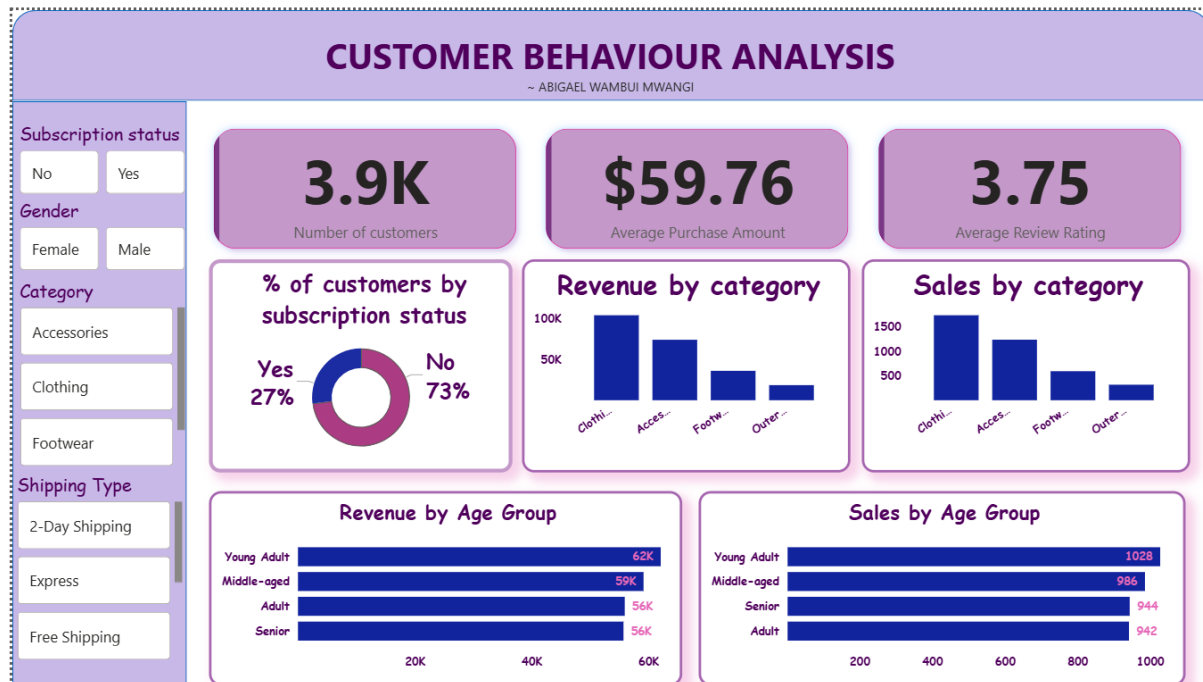 CUSTOMER BEHAVIOUR ANALYSIS
~ ABIGAEL WAMBUI MWANGI
Subscription status
No
Yes
Gender
Female
Male
Category
Accessories
Clothing
Footwear
Shipping Type
2-Day Shipping
Express
Free Shipping
3.9K
Number of customers
$59.76
Average Purchase Amount
3.75
Average Review Rating
% of customers by
subscription status
Yes
27%
No
73%
Revenue by category
100K
50K
Clothi...
Acces...
Footw...
Outer...
Sales by category
1500
1000
500
Clothi...
Acces...
Footw...
Outer...
Revenue by Age Group
Young Adult 62K
Middle-aged 59K
Adult 56K
Senior 56K
20K 40K 60K
Sales by Age Group
Young Adult 1028
Middle-aged 986
Senior 944
Adult 942
200 400 600 800 1000